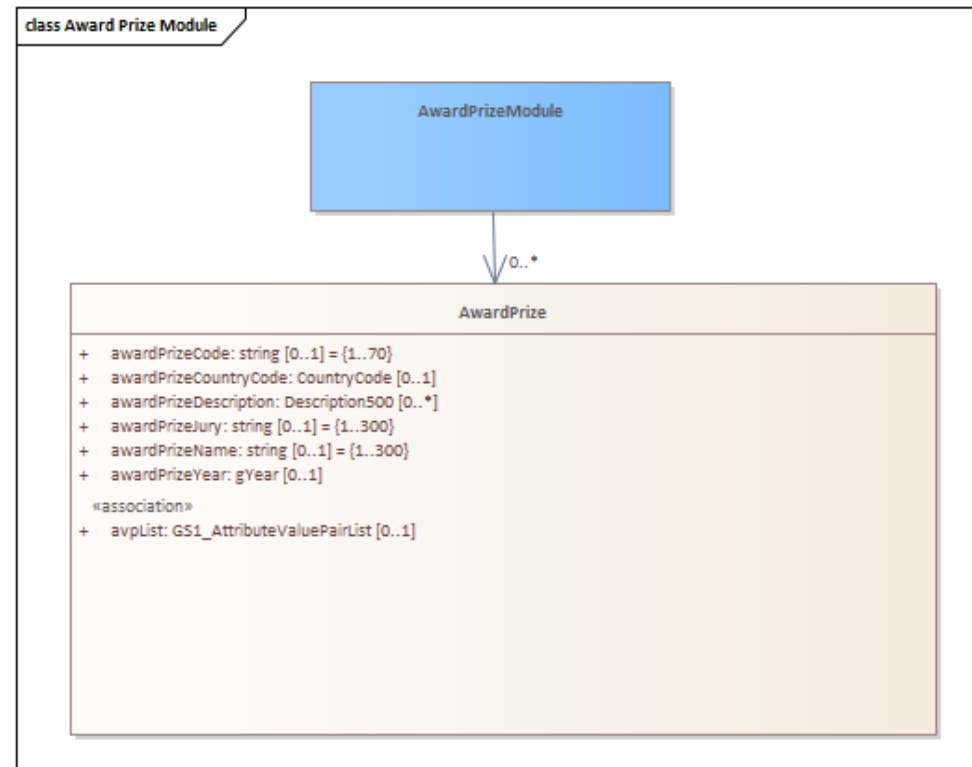 class Award Prize Module
AwardPrizeModule
0..*
AwardPrize
+ awardPrizeCode: string [0..1] = {1..70}
+ awardPrizeCountryCode: CountryCode [0..1]
+ awardPrizeDescription: Description500 [0..*]
+ awardPrizeJury: string [0..1] = {1..300}
+ awardPrizeName: string [0..1] = {1..300}
+ awardPrizeYear: gYear [0..1]
«association»
+ avpList: GS1_AttributeValuePairList [0..1]